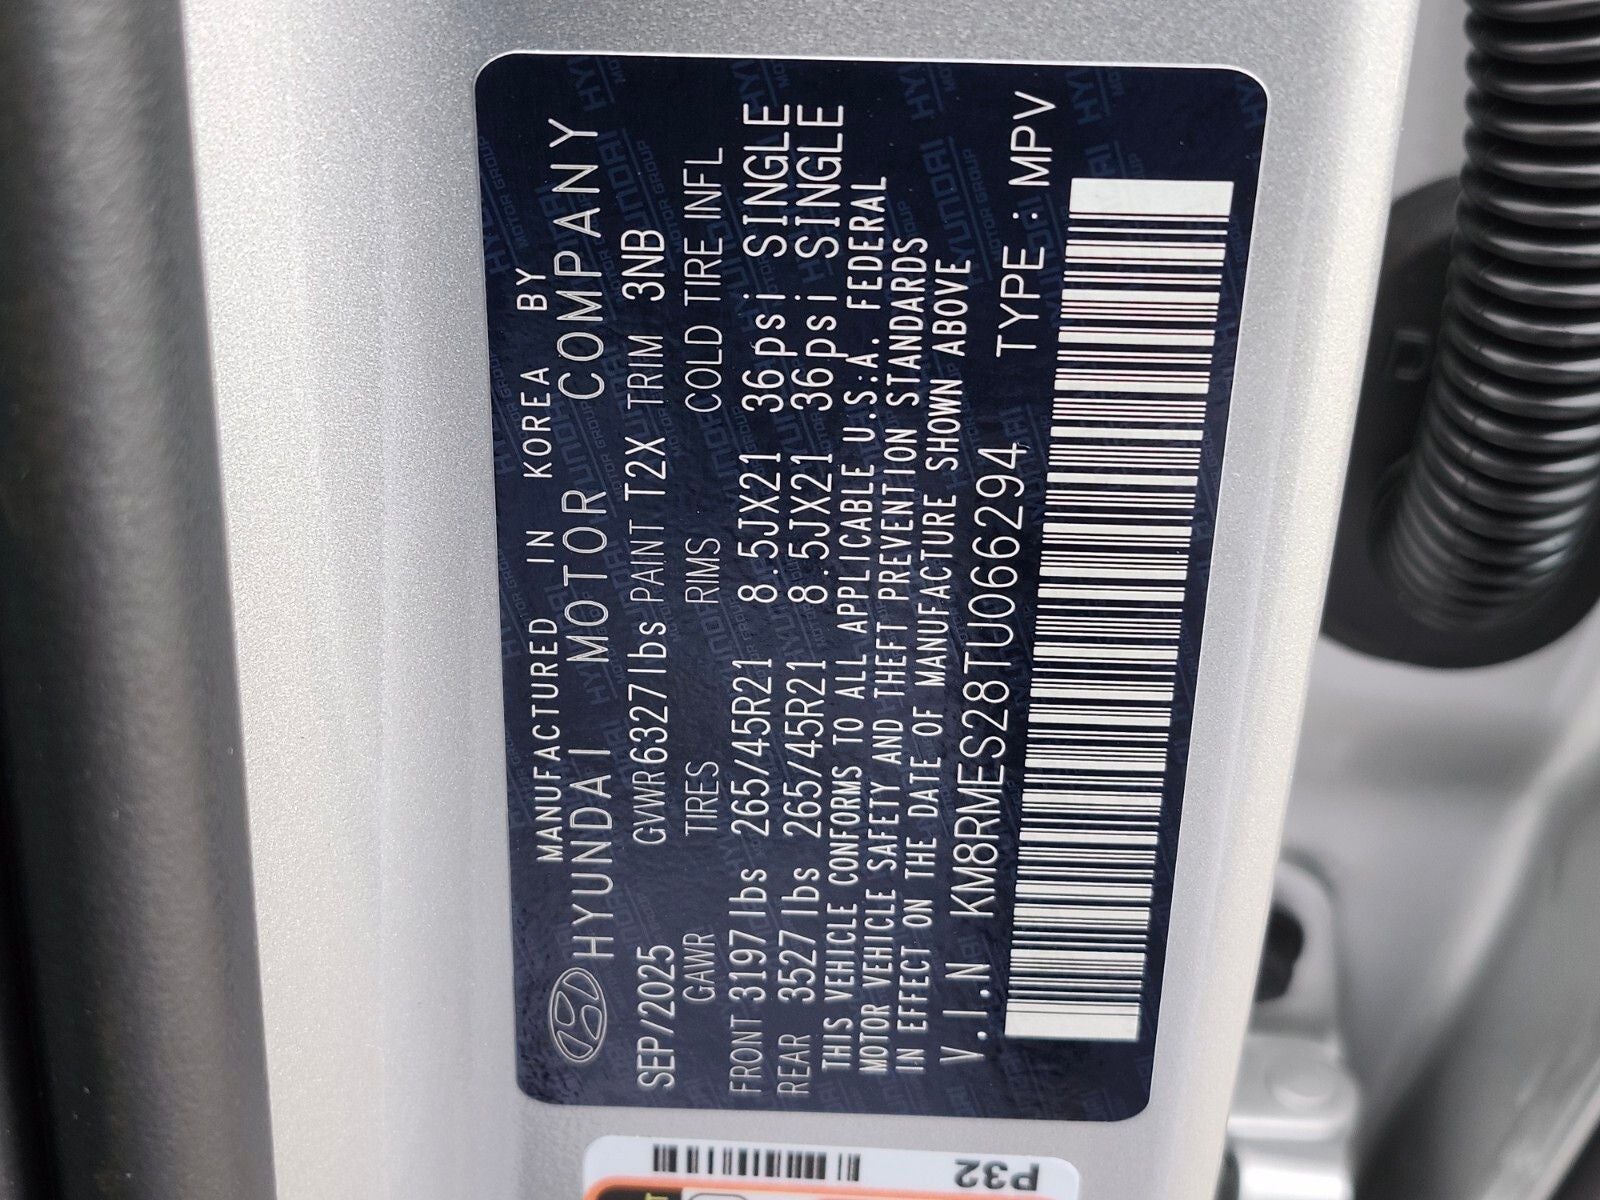 MANUFACTURED IN KOREA BY
HYUNDAI MOTOR COMPANY
SEP/2025 GVWR6327lbs PAINT T2X TRIM 3NB
GAWR TIRES RIMS COLD TIRE INFL
FRONT 3197lbs 265/45R21 8.5JX21 36psi SINGLE
REAR 3527lbs 265/45R21 8.5JX21 36psi SINGLE
THIS VEHICLE CONFORMS TO ALL APPLICABLE U.S.A. FEDERAL
MOTOR VEHICLE SAFETY AND THEFT PREVENTION STANDARDS
IN EFFECT ON THE DATE OF MANUFACTURE SHOWN ABOVE
V.I.N KM8RMES28TU066294 TYPE:MPV
P32